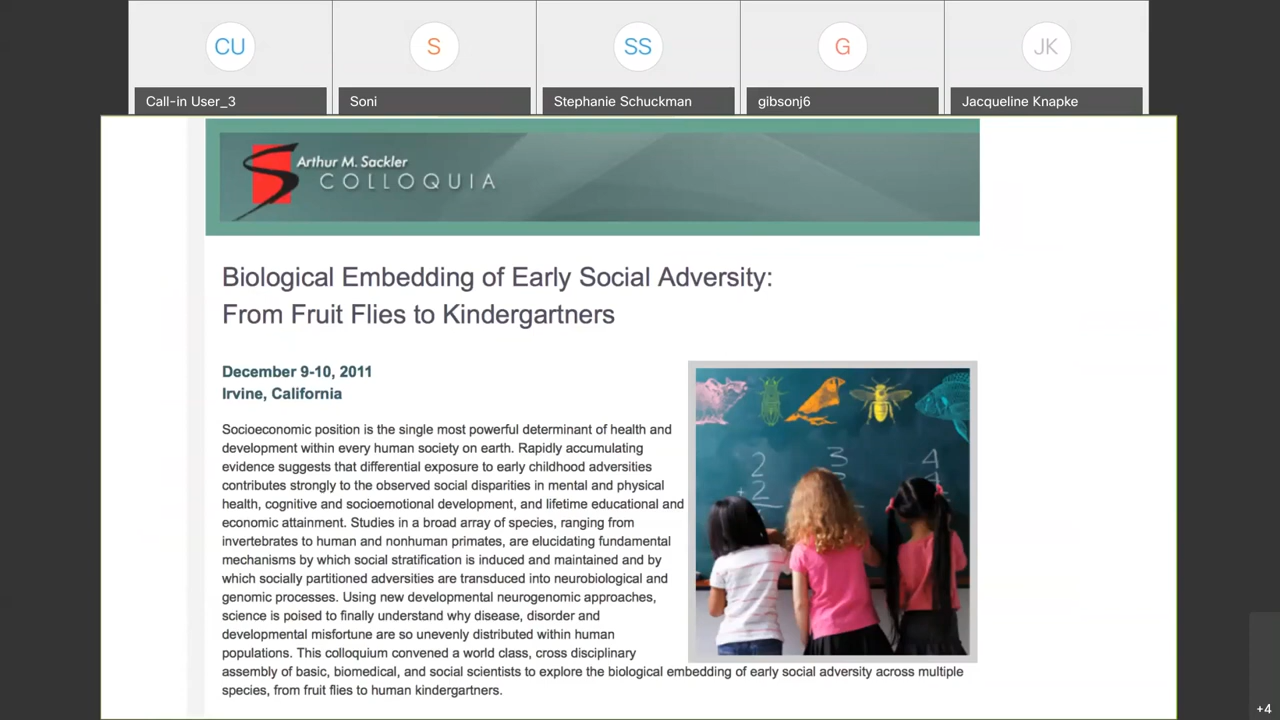 CU
S
SS
G
JK
Call-in User_3
Soni
Stephanie Schuckman
gibsonj6
Jacqueline Knapke
Arthur M. Sackler
COLLOQUIA
Biological Embedding of Early Social Adversity:
From Fruit Flies to Kindergartners
December 9-10, 2011
Irvine, California
Socioeconomic position is the single most powerful determinant of health and
development within every human society on earth. Rapidly accumulating
evidence suggests that differential exposure to early childhood adversities
contributes strongly to the observed social disparities in mental and physical
health, cognitive and socioemotional development, and lifetime educational and
economic attainment. Studies in a broad array of species, ranging from
invertebrates to human and nonhuman primates, are elucidating fundamental
mechanisms by which social stratification is induced and maintained and by
which socially partitioned adversities are transduced into neurobiological and
genomic processes. Using new developmental neurogenomic approaches,
science is poised to finally understand why disease, disorder and
developmental misfortune are so unevenly distributed within human
populations. This colloquium convened a world class, cross disciplinary
assembly of basic, biomedical, and social scientists to explore the biological embedding of early social adversity across multiple
species, from fruit flies to human kindergartners.
2
3
4
+2
+4